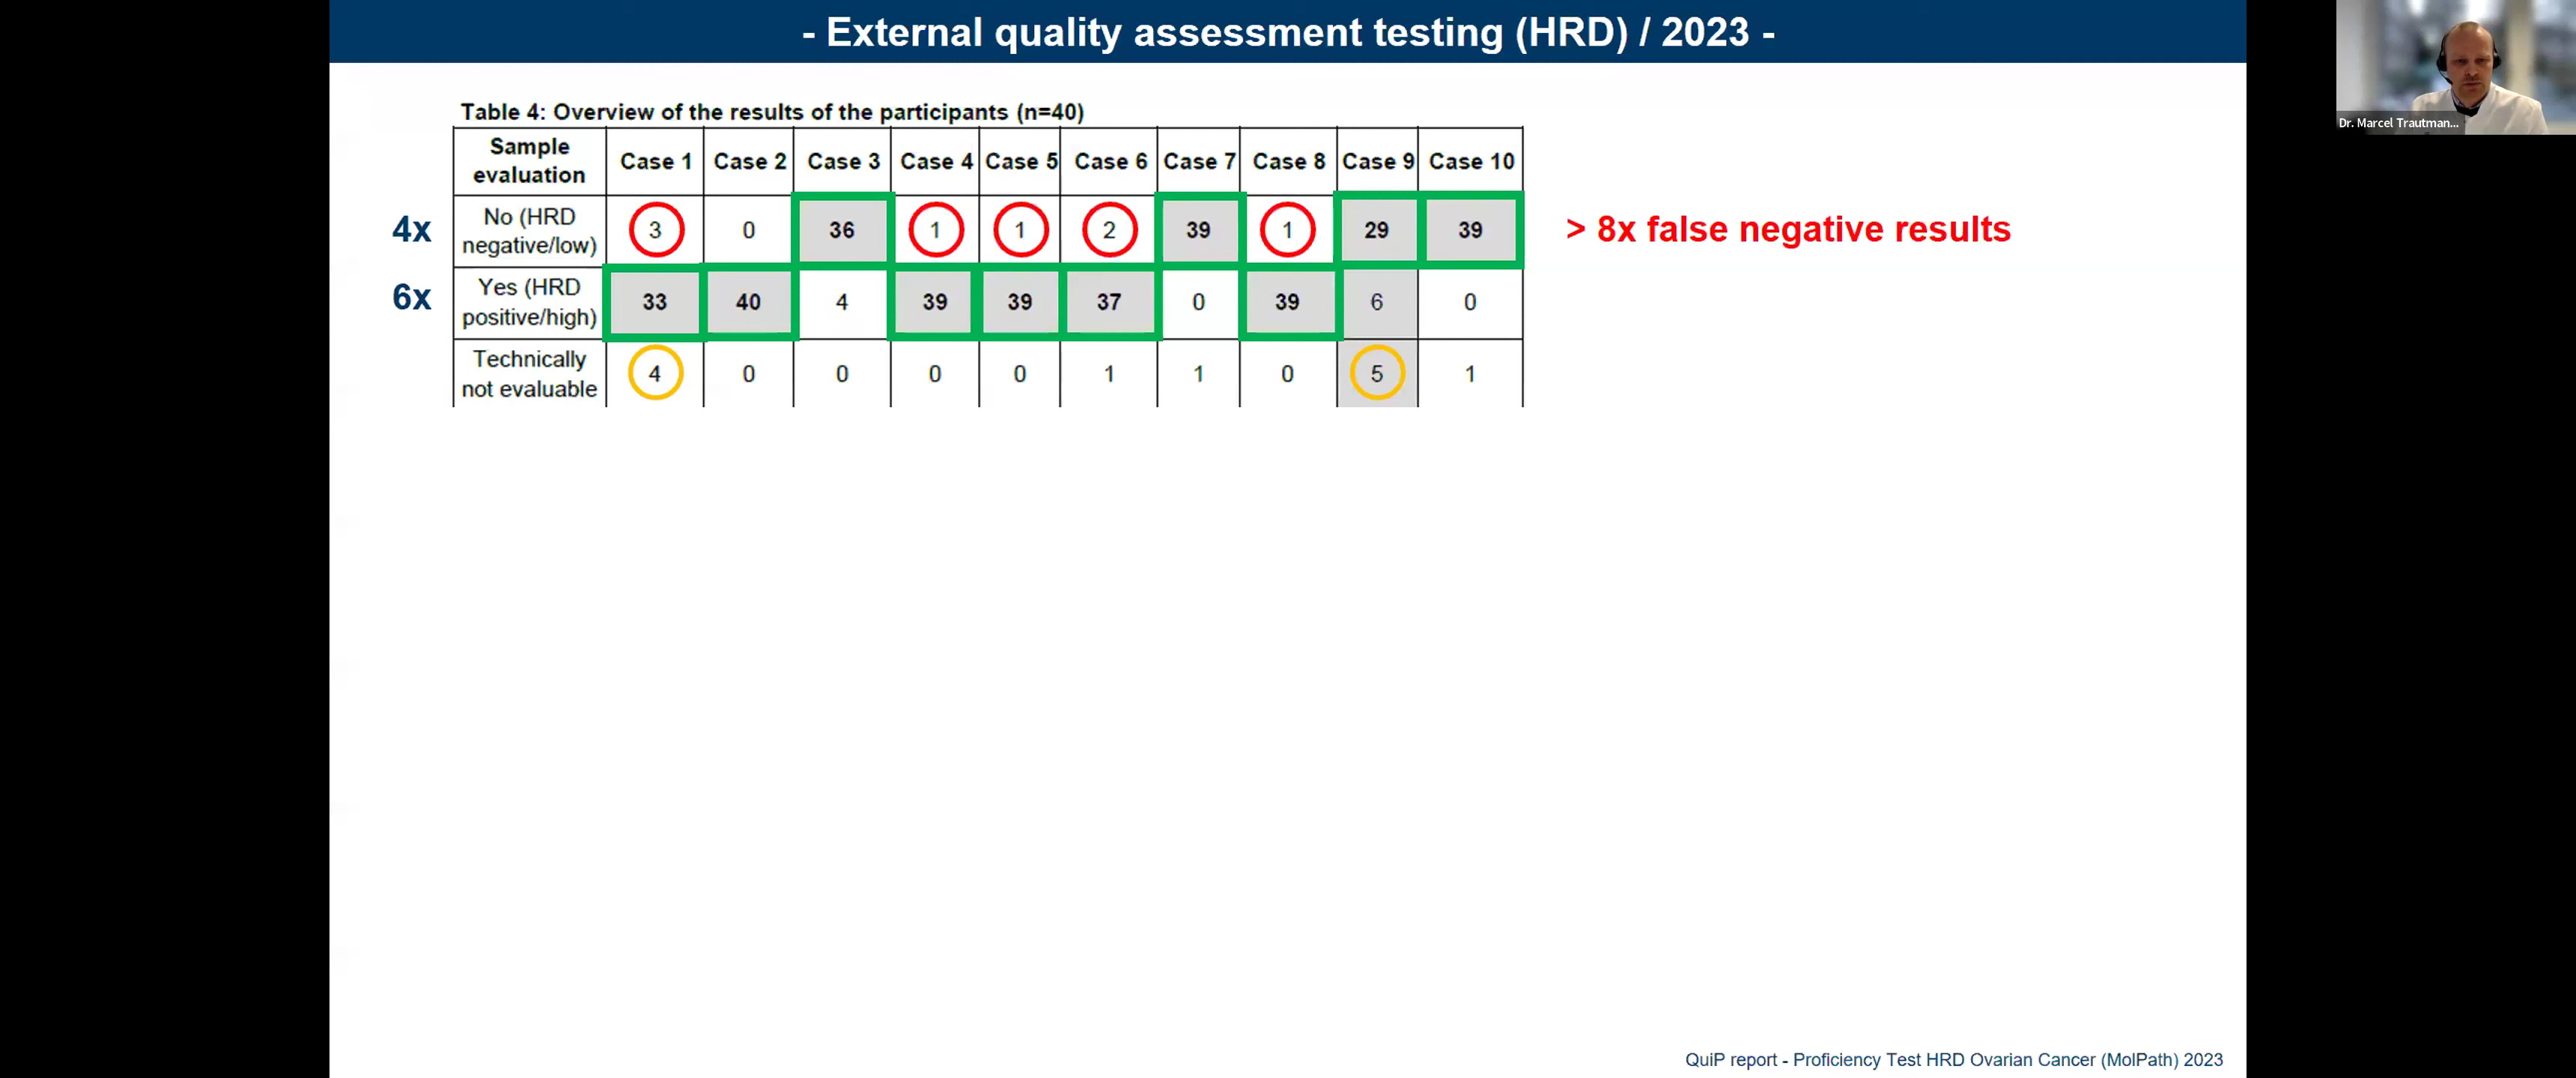 - External quality assessment testing (HRD) / 2023 -
Dr. Marcel Trautman...
Table 4: Overview of the results of the participants (n=40)
Sample evaluation Case 1 Case 2 Case 3 Case 4 Case 5 Case 6 Case 7 Case 8 Case 9 Case 10
4x No (HRD negative/low) 3 0 36 1 1 2 39 1 29 39 > 8x false negative results
6x Yes (HRD positive/high) 33 40 4 39 39 37 0 39 6 0
Technically not evaluable 4 0 0 0 0 1 1 0 5 1
QuiP report - Proficiency Test HRD Ovarian Cancer (MolPath) 2023